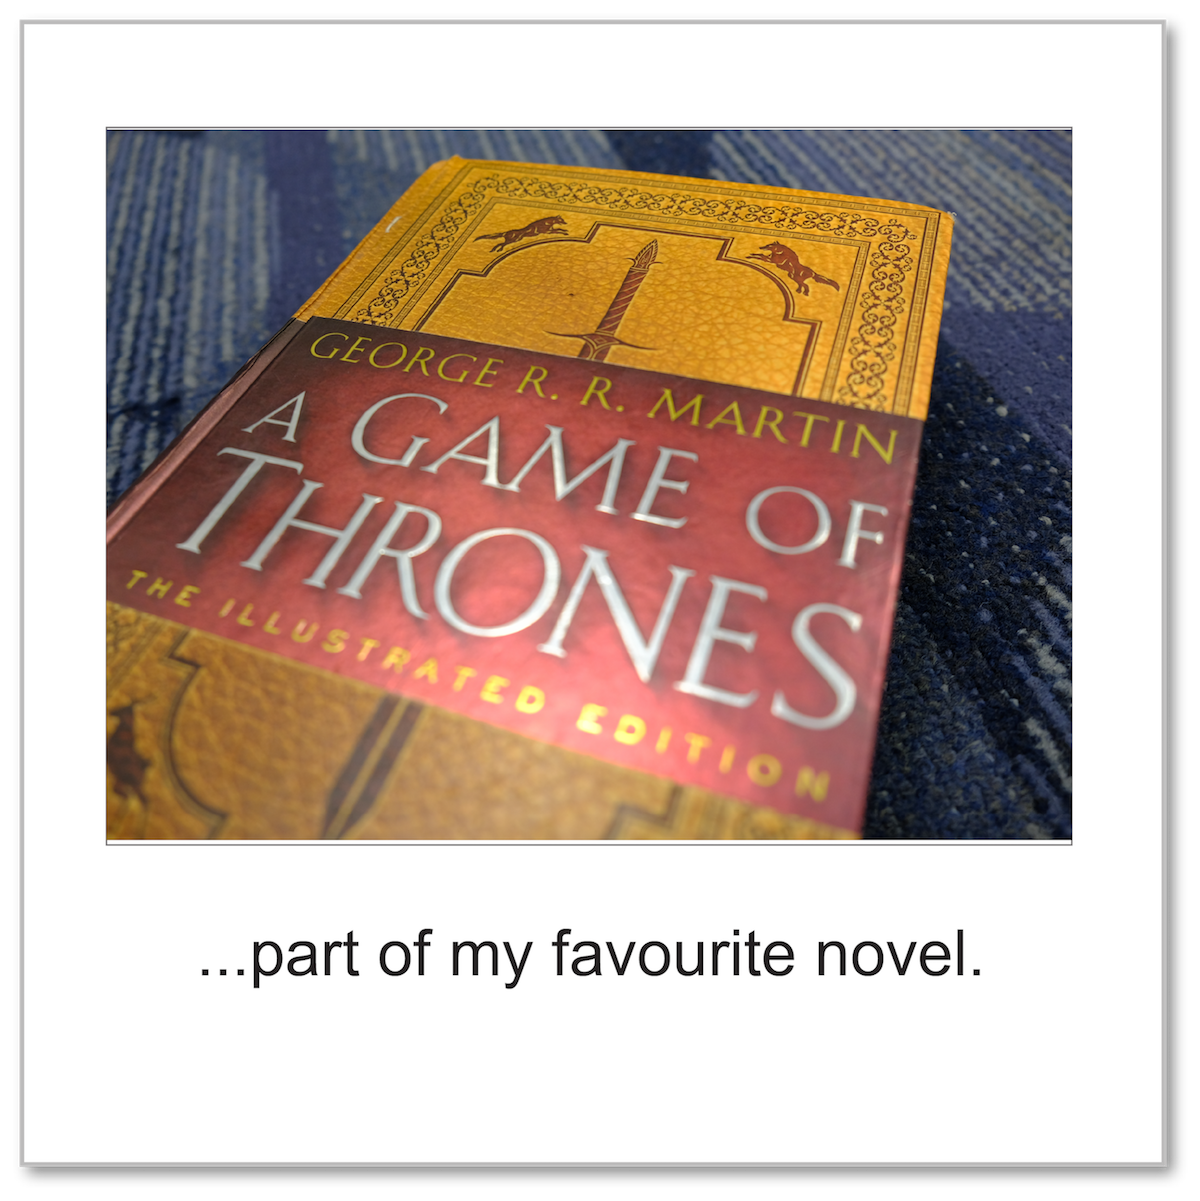 GEORGE R. R. MARTIN
A GAME OF
THRONES
THE ILLUSTRATED EDITION
...part of my favourite novel.